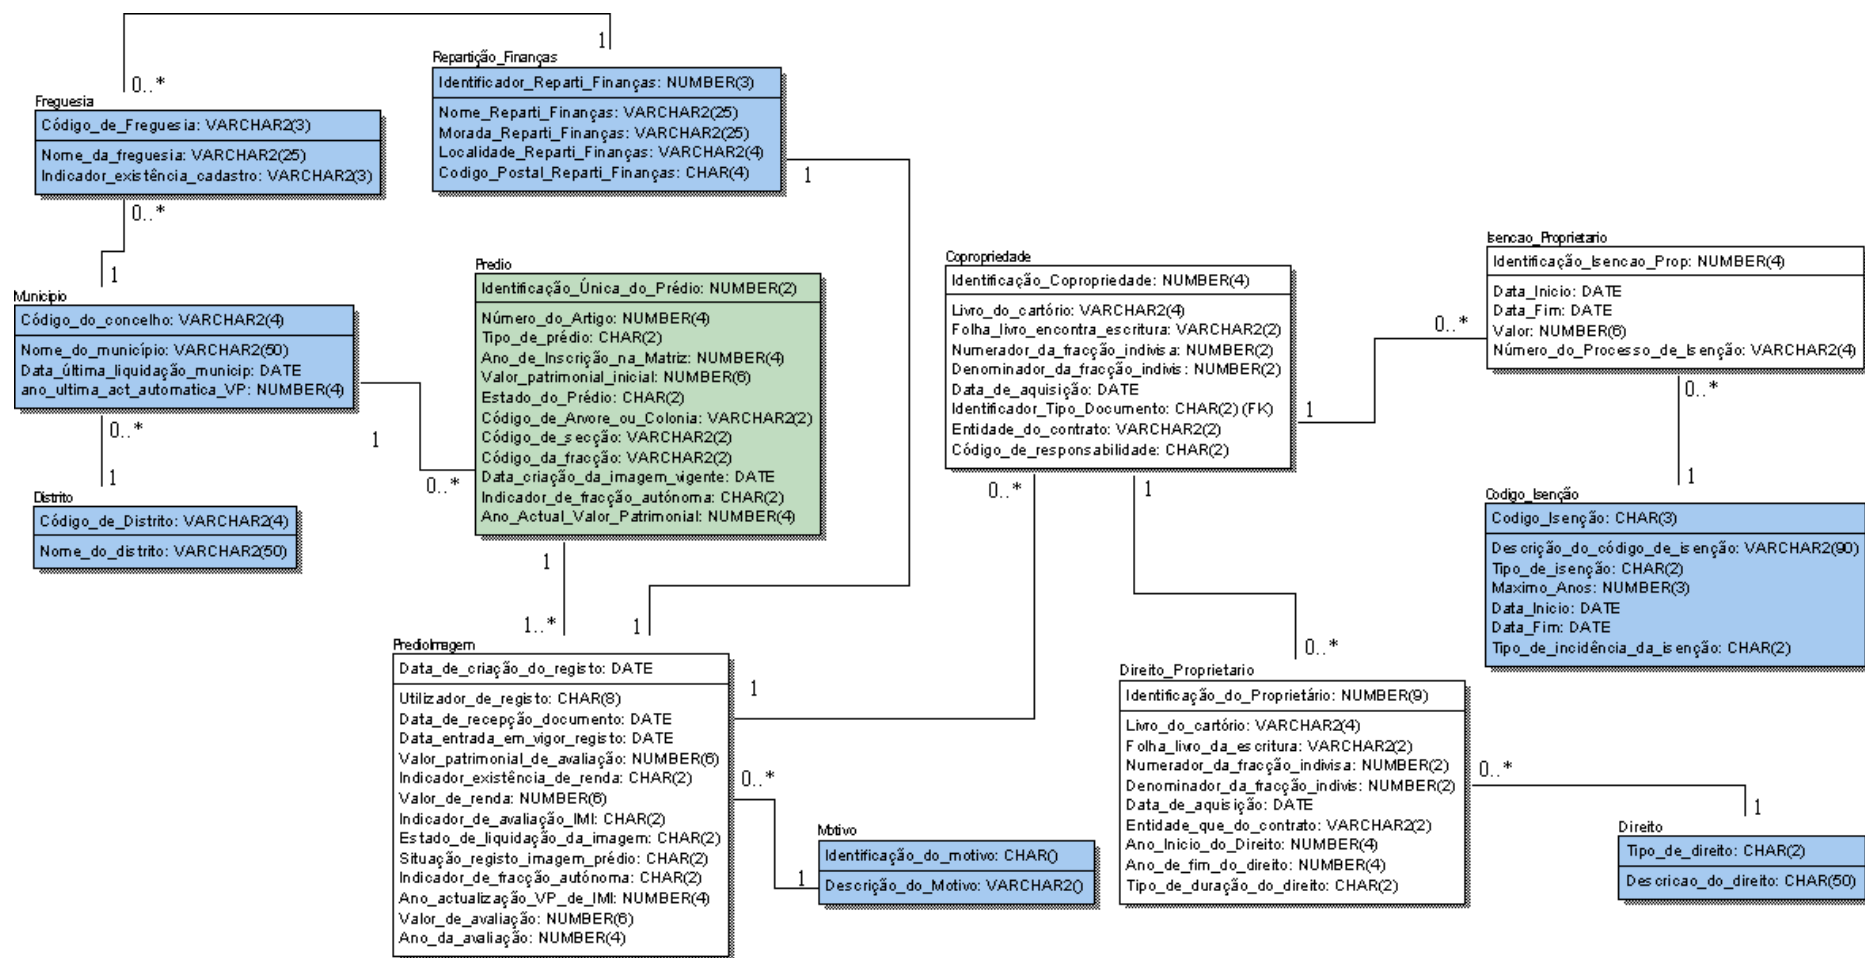 1
Repartição_Finanças
Identificador_Reparti_Finanças: NUMBER(3)
Nome_Reparti_Finanças: VARCHAR2(25)
Morada_Reparti_Finanças: VARCHAR2(25)
Localidade_Reparti_Finanças: VARCHAR2(4)
Codigo_Postal_Reparti_Finanças: CHAR(4)
1
0..*
Freguesia
Código_de_Freguesia: VARCHAR2(3)
Nome_da_freguesia: VARCHAR2(25)
Indicador_existência_cadastro: VARCHAR2(3)
0..*
1
Municipio
Código_do_concelho: VARCHAR2(4)
Nome_do_município: VARCHAR2(50)
Data_última_liquidação_municip: DATE
ano_ultima_act_automatica_VP: NUMBER(4)
0..*
1
1
0..*
Distrito
Código_de_Distrito: VARCHAR2(4)
Nome_do_distrito: VARCHAR2(50)
Predio
Identificação_Única_do_Prédio: NUMBER(2)
Número_do_Artigo: NUMBER(4)
Tipo_de_prédio: CHAR(2)
Ano_de_Inscrição_na_Matriz: NUMBER(4)
Valor_patrimonial_inicial: NUMBER(6)
Estado_do_Prédio: CHAR(2)
Código_de_Arvore_ou_Colonia: VARCHAR2(2)
Código_de_secção: VARCHAR2(2)
Código_da_fracção: VARCHAR2(2)
Data_criação_da_imagem_vigente: DATE
Indicador_de_fracção_autónoma: CHAR(2)
Ano_Actual_Valor_Patrimonial: NUMBER(4)
1
1..*
1
PredioImagem
Data_de_criação_do_registo: DATE
Utilizador_de_registo: CHAR(8)
Data_de_recepção_documento: DATE
Data_entrada_em_vigor_registo: DATE
Valor_patrimonial_de_avaliação: NUMBER(6)
Indicador_existência_de_renda: CHAR(2)
Valor_de_renda: NUMBER(6)
Indicador_de_avaliação_IMI: CHAR(2)
Estado_de_liquidação_da_imagem: CHAR(2)
Situação_registo_imagem_prédio: CHAR(2)
Indicador_de_fracção_autónoma: CHAR(2)
Ano_actualização_VP_de_IMI: NUMBER(4)
Valor_de_avaliação: NUMBER(6)
Ano_da_avaliação: NUMBER(4)
1
0..*
1
Motivo
Identificação_do_motivo: CHAR()
Descrição_do_Motivo: VARCHAR2()
Copropriedade
Identificação_Copropriedade: NUMBER(4)
Livro_do_cartório: VARCHAR2(4)
Folha_livro_encontra_escritura: VARCHAR2(2)
Numerador_da_fracção_indivisa: NUMBER(2)
Denominador_da_fracção_indivis: NUMBER(2)
Data_de_aquisição: DATE
Identificador_Tipo_Documento: CHAR(2) (FK)
Entidade_do_contrato: VARCHAR2(2)
Código_de_responsabilidade: CHAR(2)
0..*
1
1
0..*
Isencao_Proprietario
Identificação_Isencao_Prop: NUMBER(4)
Data_Inicio: DATE
Data_Fim: DATE
Valor: NUMBER(6)
Número_do_Processo_de_Isenção: VARCHAR2(4)
0..*
1
Codigo_Isenção
Codigo_Isenção: CHAR(3)
Descrição_do_código_de_isenção: VARCHAR2(90)
Tipo_de_isenção: CHAR(2)
Maximo_Anos: NUMBER(3)
Data_Inicio: DATE
Data_Fim: DATE
Tipo_de_incidência_da_isenção: CHAR(2)
0..*
Direito_Proprietario
Identificação_do_Proprietário: NUMBER(9)
Livro_do_cartório: VARCHAR2(4)
Folha_livro_da_escritura: VARCHAR2(2)
Numerador_da_fracção_indivisa: NUMBER(2)
Denominador_da_fracção_indivis: NUMBER(2)
Data_de_aquisição: DATE
Entidade_que_do_contrato: VARCHAR2(2)
Ano_Inicio_do_Direito: NUMBER(4)
Ano_de_fim_do_direito: NUMBER(4)
Tipo_de_duração_do_direito: CHAR(2)
0..*
1
Direito
Tipo_de_direito: CHAR(2)
Descricao_do_direito: CHAR(50)